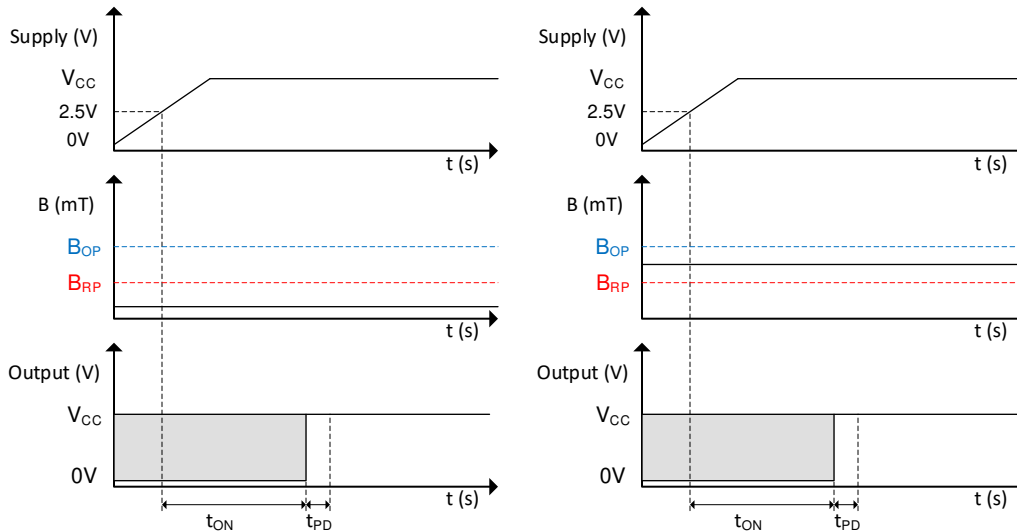 Supply (V)
VCC
2.5V
0V
t (s)
B (mT)
BOP
BRP
t (s)
Output (V)
VCC
0V
t (s)
tON
tPD
Supply (V)
VCC
2.5V
0V
t (s)
B (mT)
BOP
BRP
t (s)
Output (V)
VCC
0V
t (s)
tON
tPD